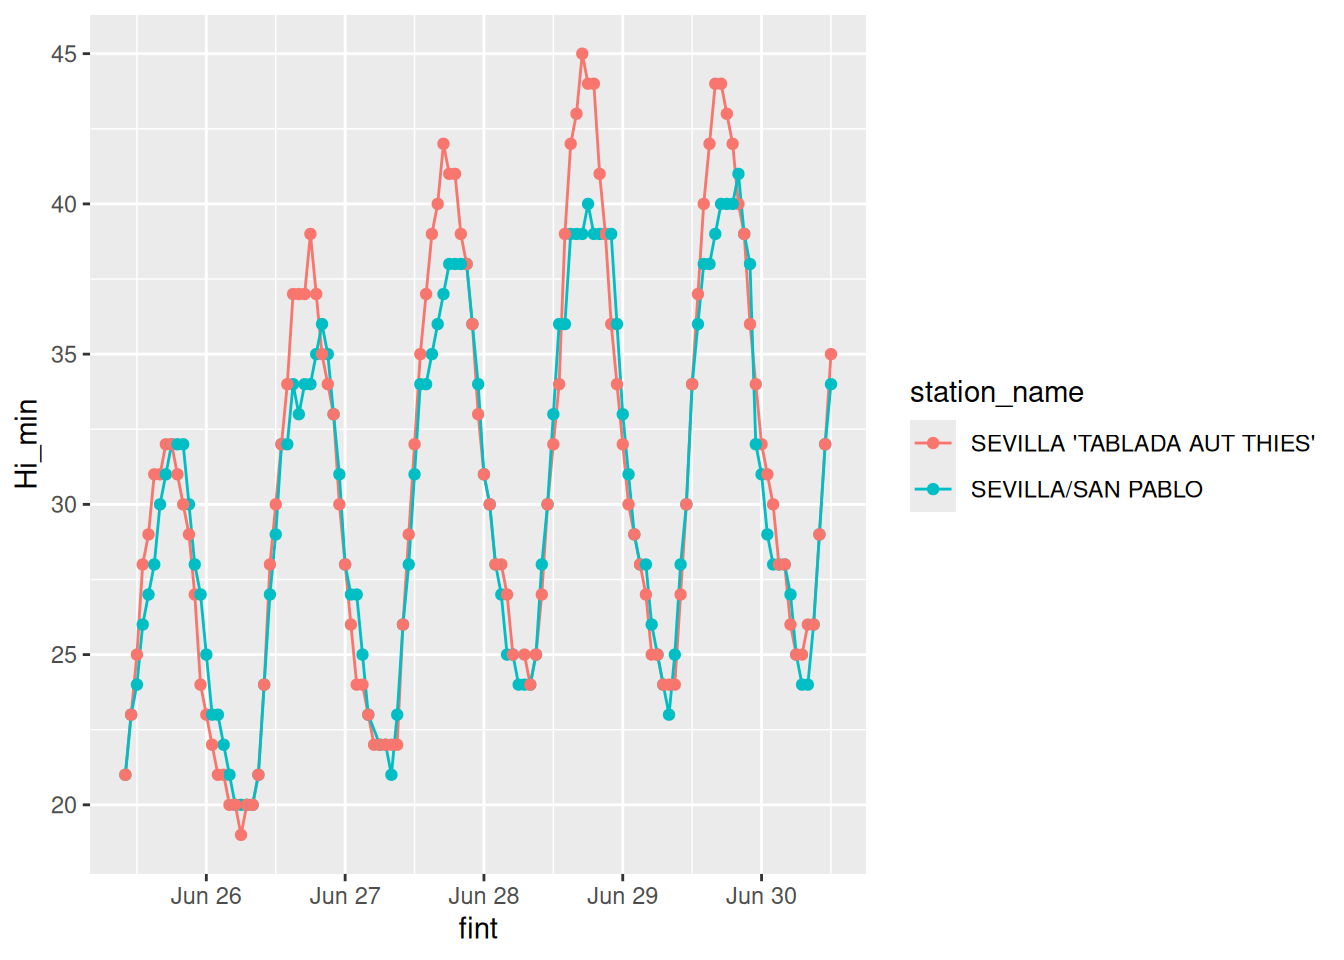 45
40
35
30
25
20
Hi_min
Jun 26
Jun 27
Jun 28
Jun 29
Jun 30
fint
station_name
SEVILLA 'TABLADA AUT THIES'
SEVILLA/SAN PABLO